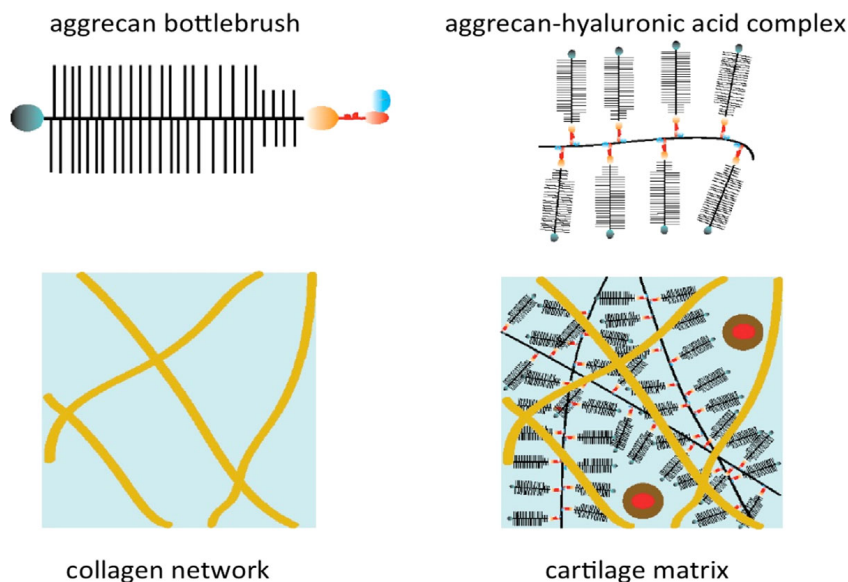 aggrecan bottlebrush
aggrecan-hyaluronic acid complex
collagen network
cartilage matrix